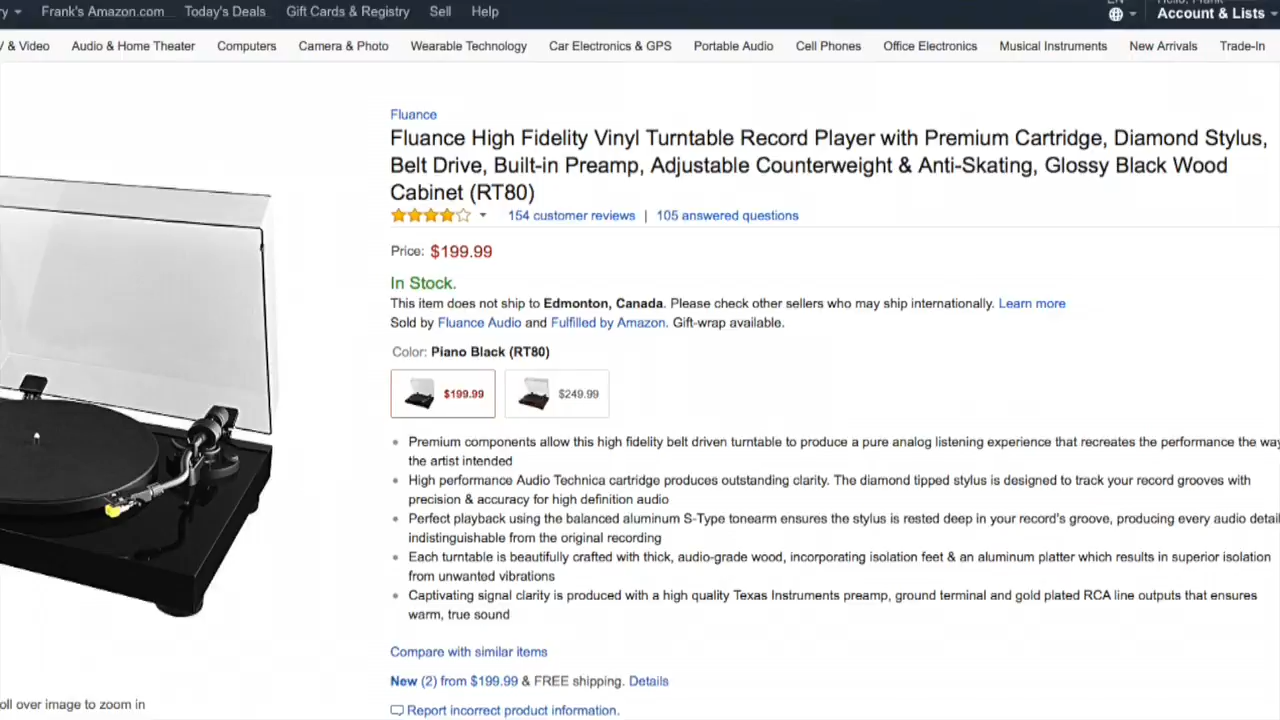 Frank's Amazon.com Today's Deals Gift Cards & Registry Sell Help
EN
Hello, Frank
Account & Lists
& Video Audio & Home Theater Computers Camera & Photo Wearable Technology Car Electronics & GPS Portable Audio Cell Phones Office Electronics Musical Instruments New Arrivals Trade-In
Fluance
Fluance High Fidelity Vinyl Turntable Record Player with Premium Cartridge, Diamond Stylus,
Belt Drive, Built-in Preamp, Adjustable Counterweight & Anti-Skating, Glossy Black Wood
Cabinet (RT80)
154 customer reviews | 105 answered questions
Price: $199.99
In Stock.
This item does not ship to Edmonton, Canada. Please check other sellers who may ship internationally. Learn more
Sold by Fluance Audio and Fulfilled by Amazon. Gift-wrap available.
Color: Piano Black (RT80)
$199.99 $249.99
Premium components allow this high fidelity belt driven turntable to produce a pure analog listening experience that recreates the performance the way
the artist intended
High performance Audio Technica cartridge produces outstanding clarity. The diamond tipped stylus is designed to track your record grooves with
precision & accuracy for high definition audio
Perfect playback using the balanced aluminum S-Type tonearm ensures the stylus is rested deep in your record's groove, producing every audio detail
indistinguishable from the original recording
Each turntable is beautifully crafted with thick, audio-grade wood, incorporating isolation feet & an aluminum platter which results in superior isolation
from unwanted vibrations
Captivating signal clarity is produced with a high quality Texas Instruments preamp, ground terminal and gold plated RCA line outputs that ensures
warm, true sound
Compare with similar items
New (2) from $199.99 & FREE shipping. Details
oll over image to zoom in
Report incorrect product information.